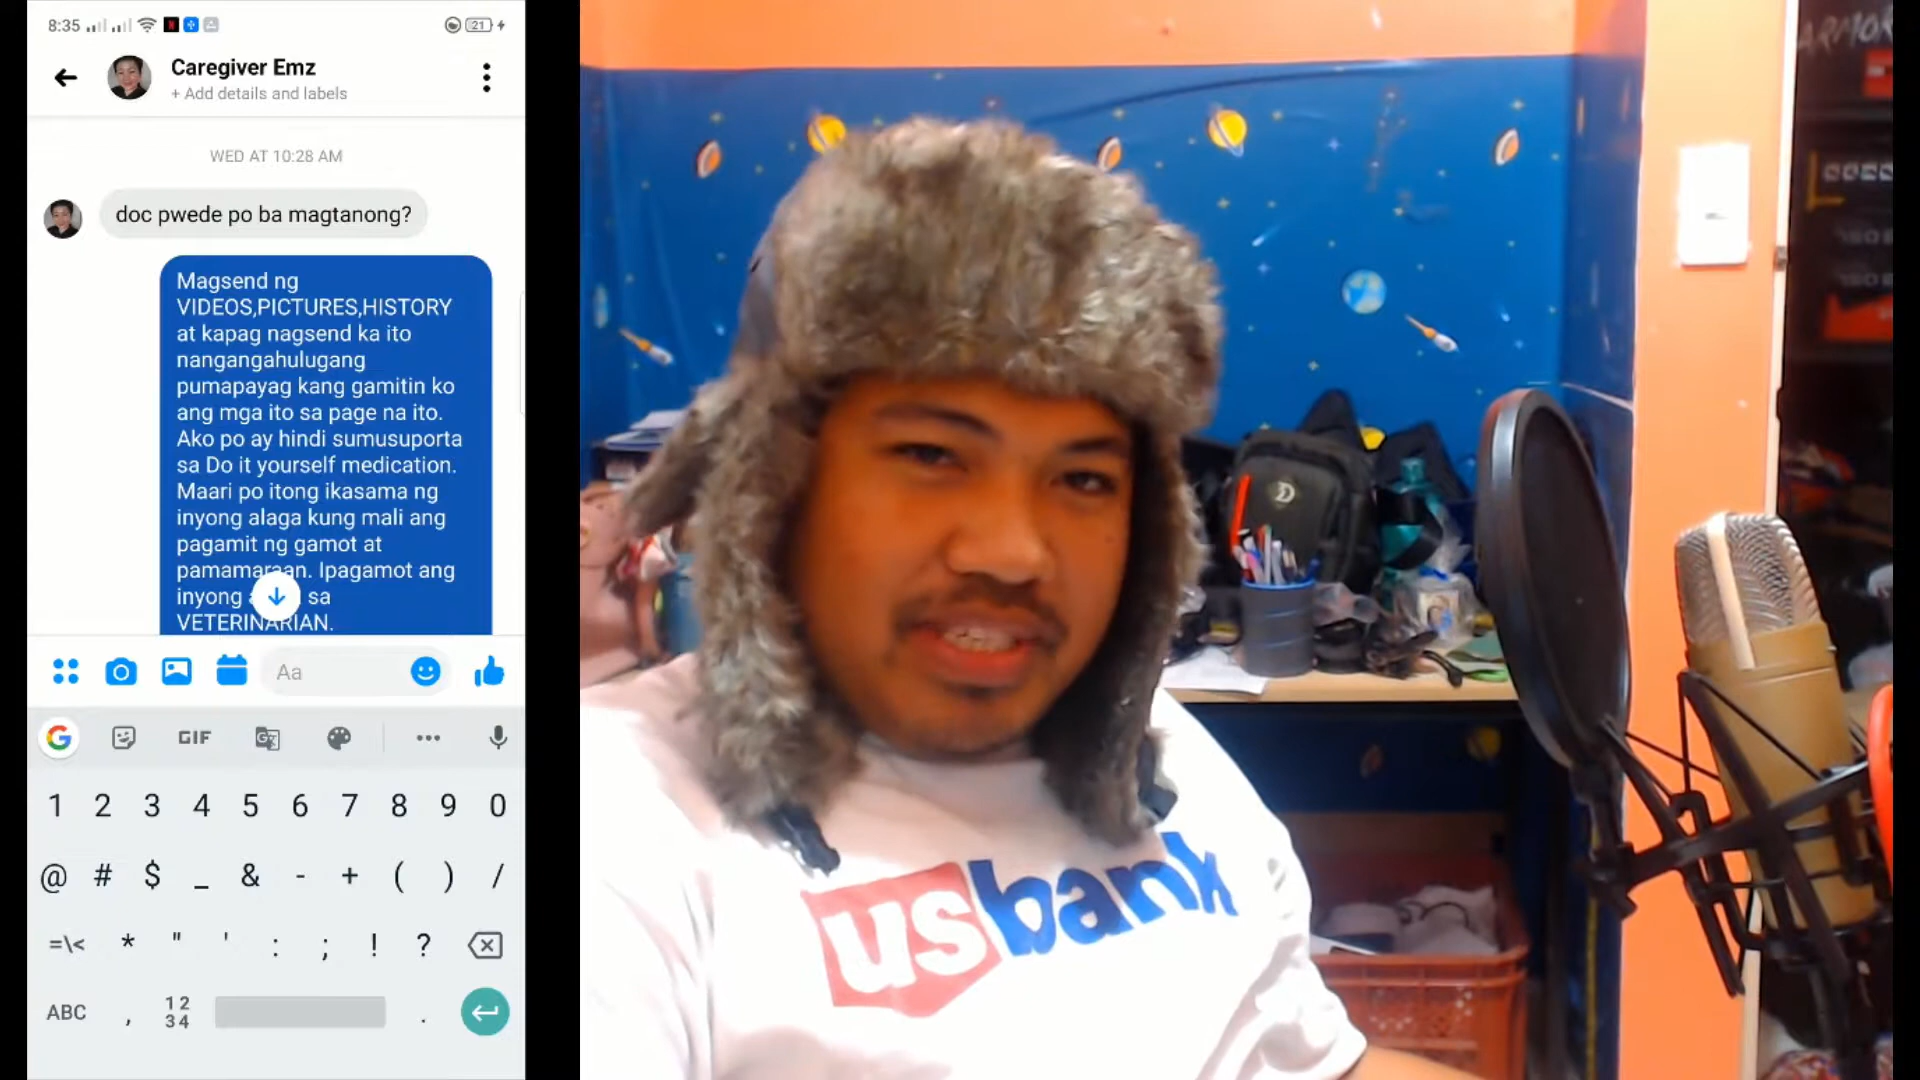 8:35
21
Caregiver Emz
+ Add details and labels
WED AT 10:28 AM
doc pwede po ba magtanong?
Magsend ng
VIDEOS,PICTURES,HISTORY
at kapag nagsend ka ito
nangangahulugang
pumapayag kang gamitin ko
ang mga ito sa page na ito.
Ako po ay hindi sumusuporta
sa Do it yourself medication.
Maari po itong ikasama ng
inyong alaga kung mali ang
pagamit ng gamot at
pamamaraan. Ipagamot ang
inyong sa
VETERINARIAN.
Aa
GIF
1 2 3 4 5 6 7 8 9 0
@ # $ _ & - + ( ) /
=\< * " ' : ; ! ?
ABC , 12 34 .
usbank
ARMOR